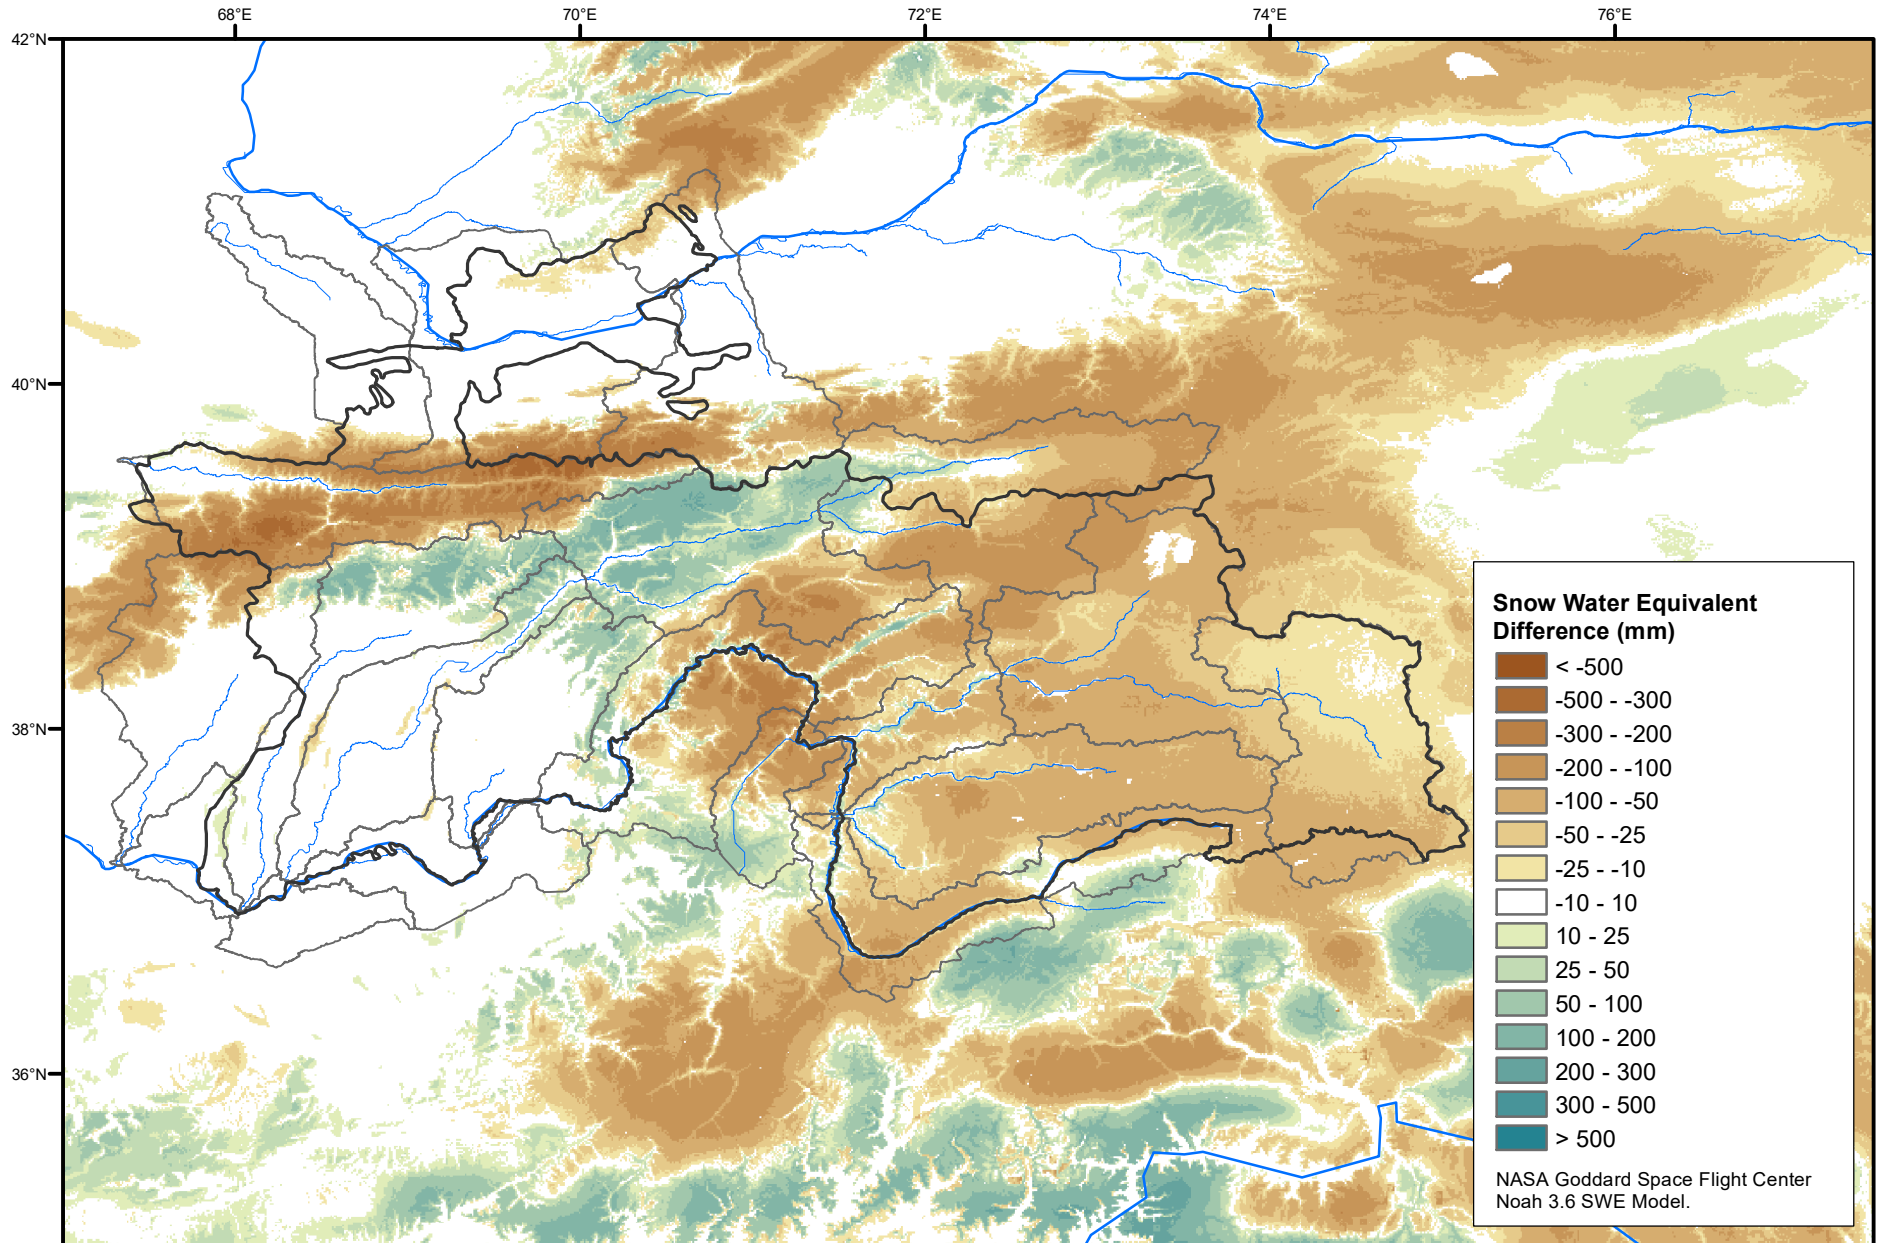 68°E 70°E 72°E 74°E 76°E
42°N
40°N
38°N
36°N
Snow Water Equivalent
Difference (mm)
< -500
-500 - -300
-300 - -200
-200 - -100
-100 - -50
-50 - -25
-25 - -10
-10 - 10
10 - 25
25 - 50
50 - 100
100 - 200
200 - 300
300 - 500
> 500
NASA Goddard Space Flight Center
Noah 3.6 SWE Model.